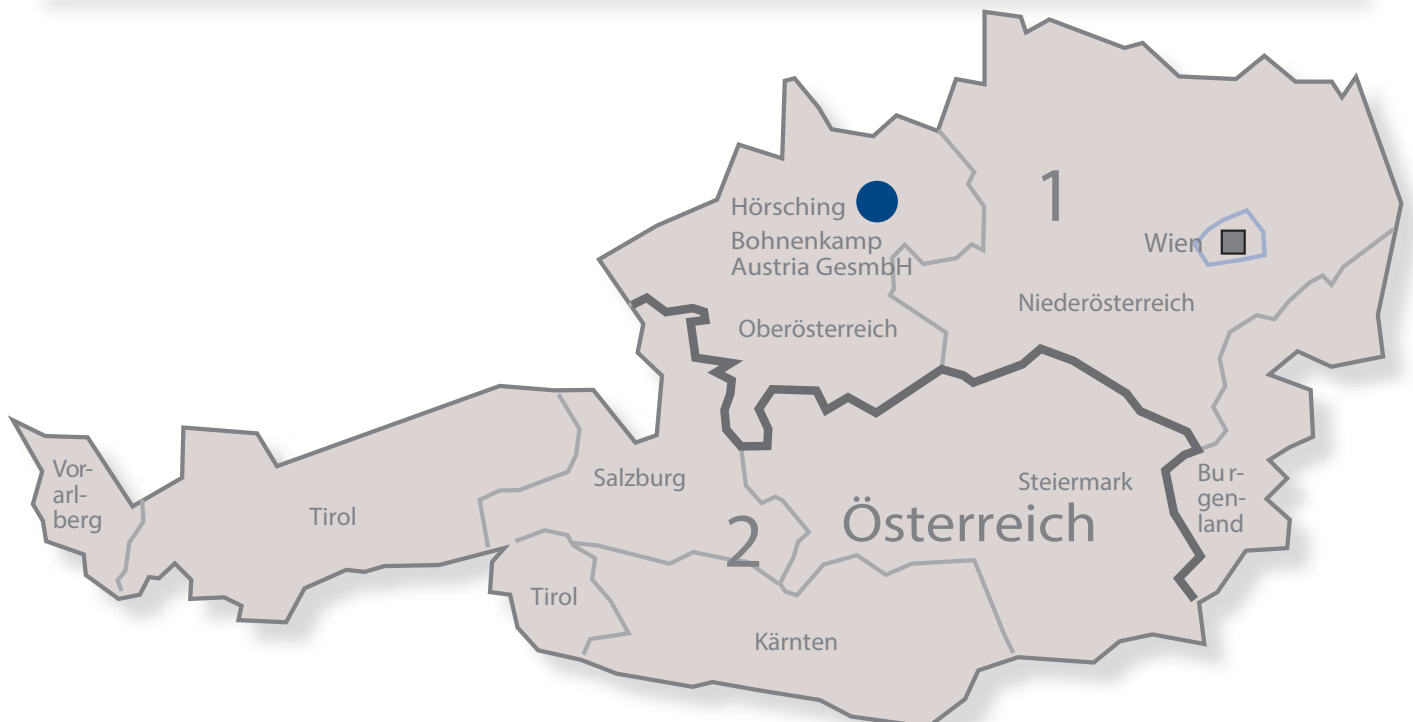 1
Hörsching
Bohnenkamp
Austria GesmbH
Wien
Niederösterreich
Oberösterreich
Vor-
arl-
berg
Tirol
Salzburg
2
Österreich
Steiermark
Bur-
gen-
land
Tirol
Kärnten